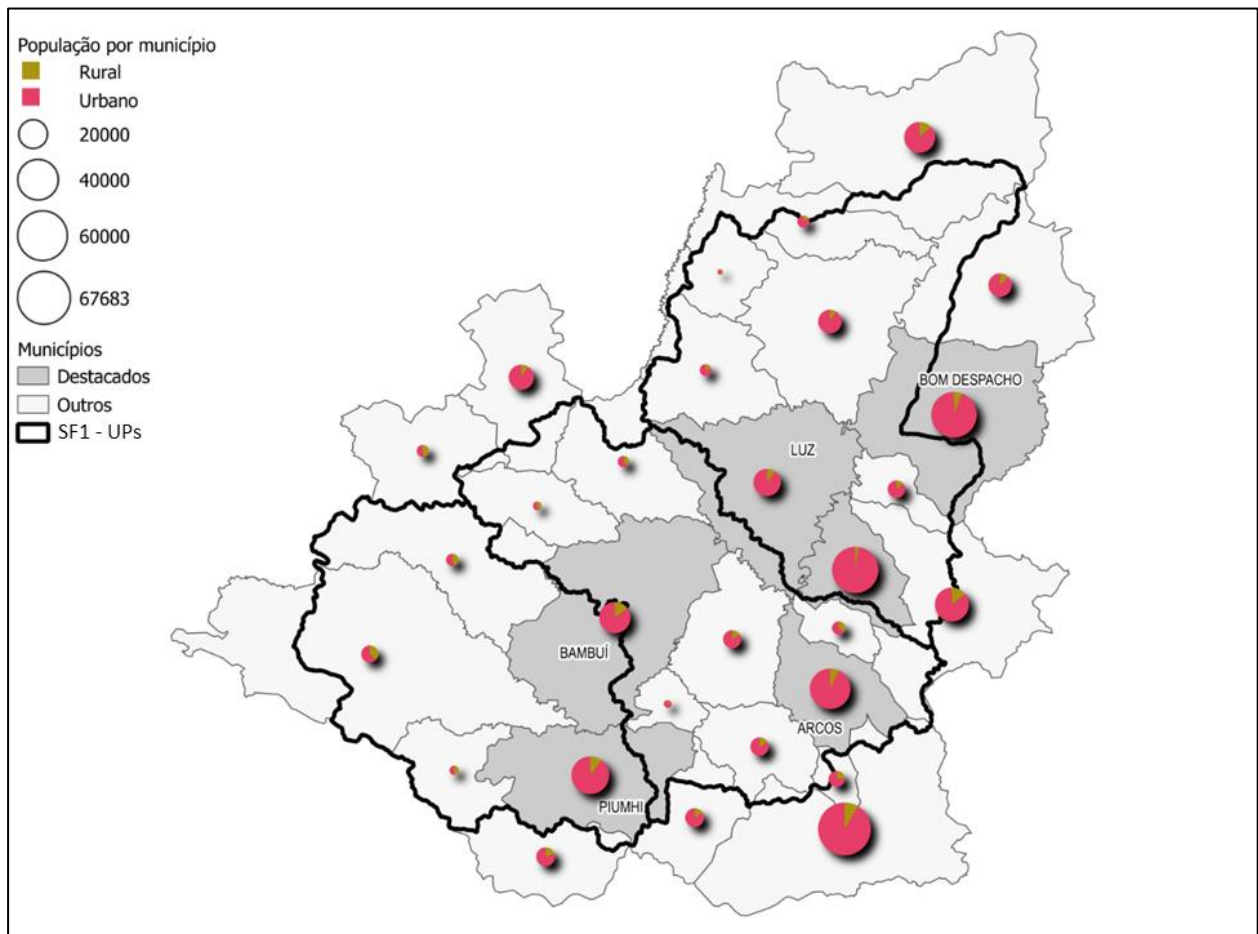 População por município
Rural
Urbano
20000
40000
60000
67683
Municípios
Destacados
Outros
SF1 - UPs
BOM DESPACHO
LUZ
BAMBUÍ
ARCOS
PIUMHI